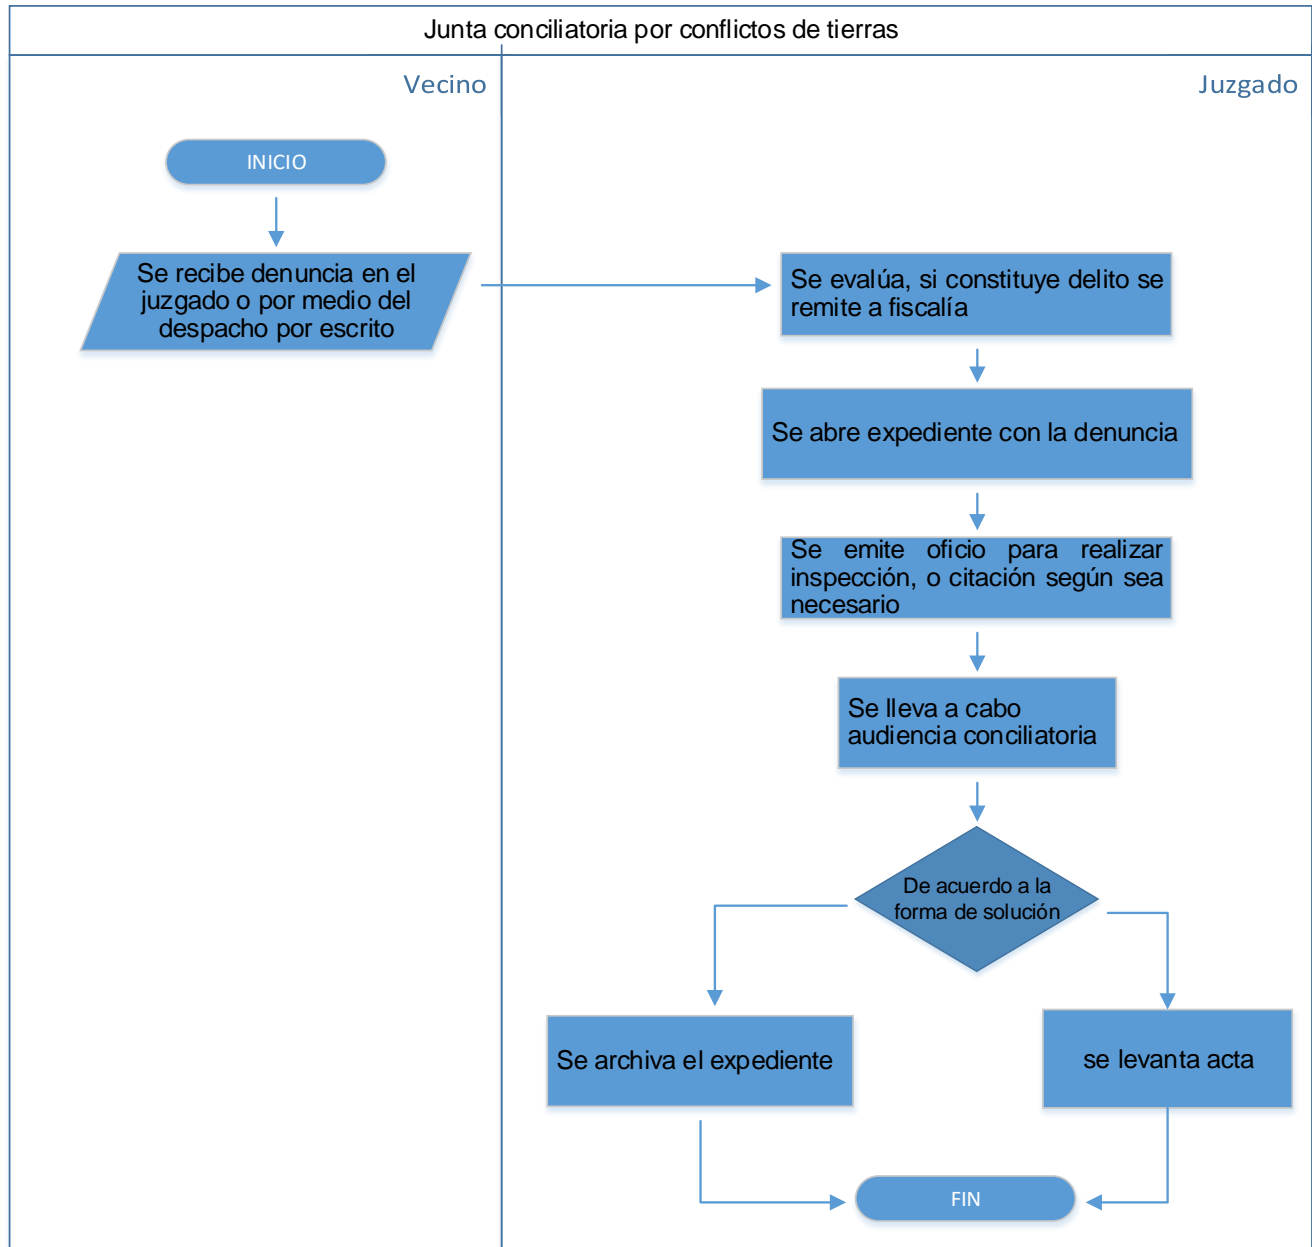 Junta conciliatoria por conflictos de tierras
Vecino
Juzgado
INICIO
Se recibe denuncia en el
juzgado o por medio del
despacho por escrito
Se evalúa, si constituye delito se
remite a fiscalía
Se abre expediente con la denuncia
Se emite oficio para realizar
inspección, o citación según sea
necesario
Se lleva a cabo
audiencia conciliatoria
De acuerdo a la
forma de solución
Se archiva el expediente
se levanta acta
FIN